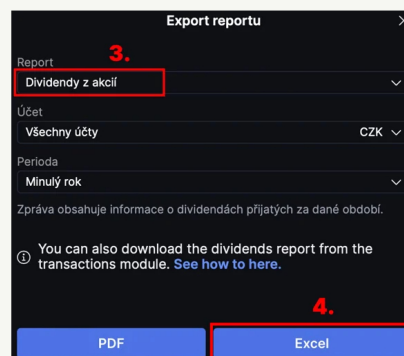 Export reportu
3.
Report
Dividendy z akcií
Účet
Všechny účty CZK
Perioda
Minulý rok
Zpráva obsahuje informace o dividendách přijatých za dané období.
You can also download the dividends report from the
transactions module. See how to here.
4.
PDF Excel